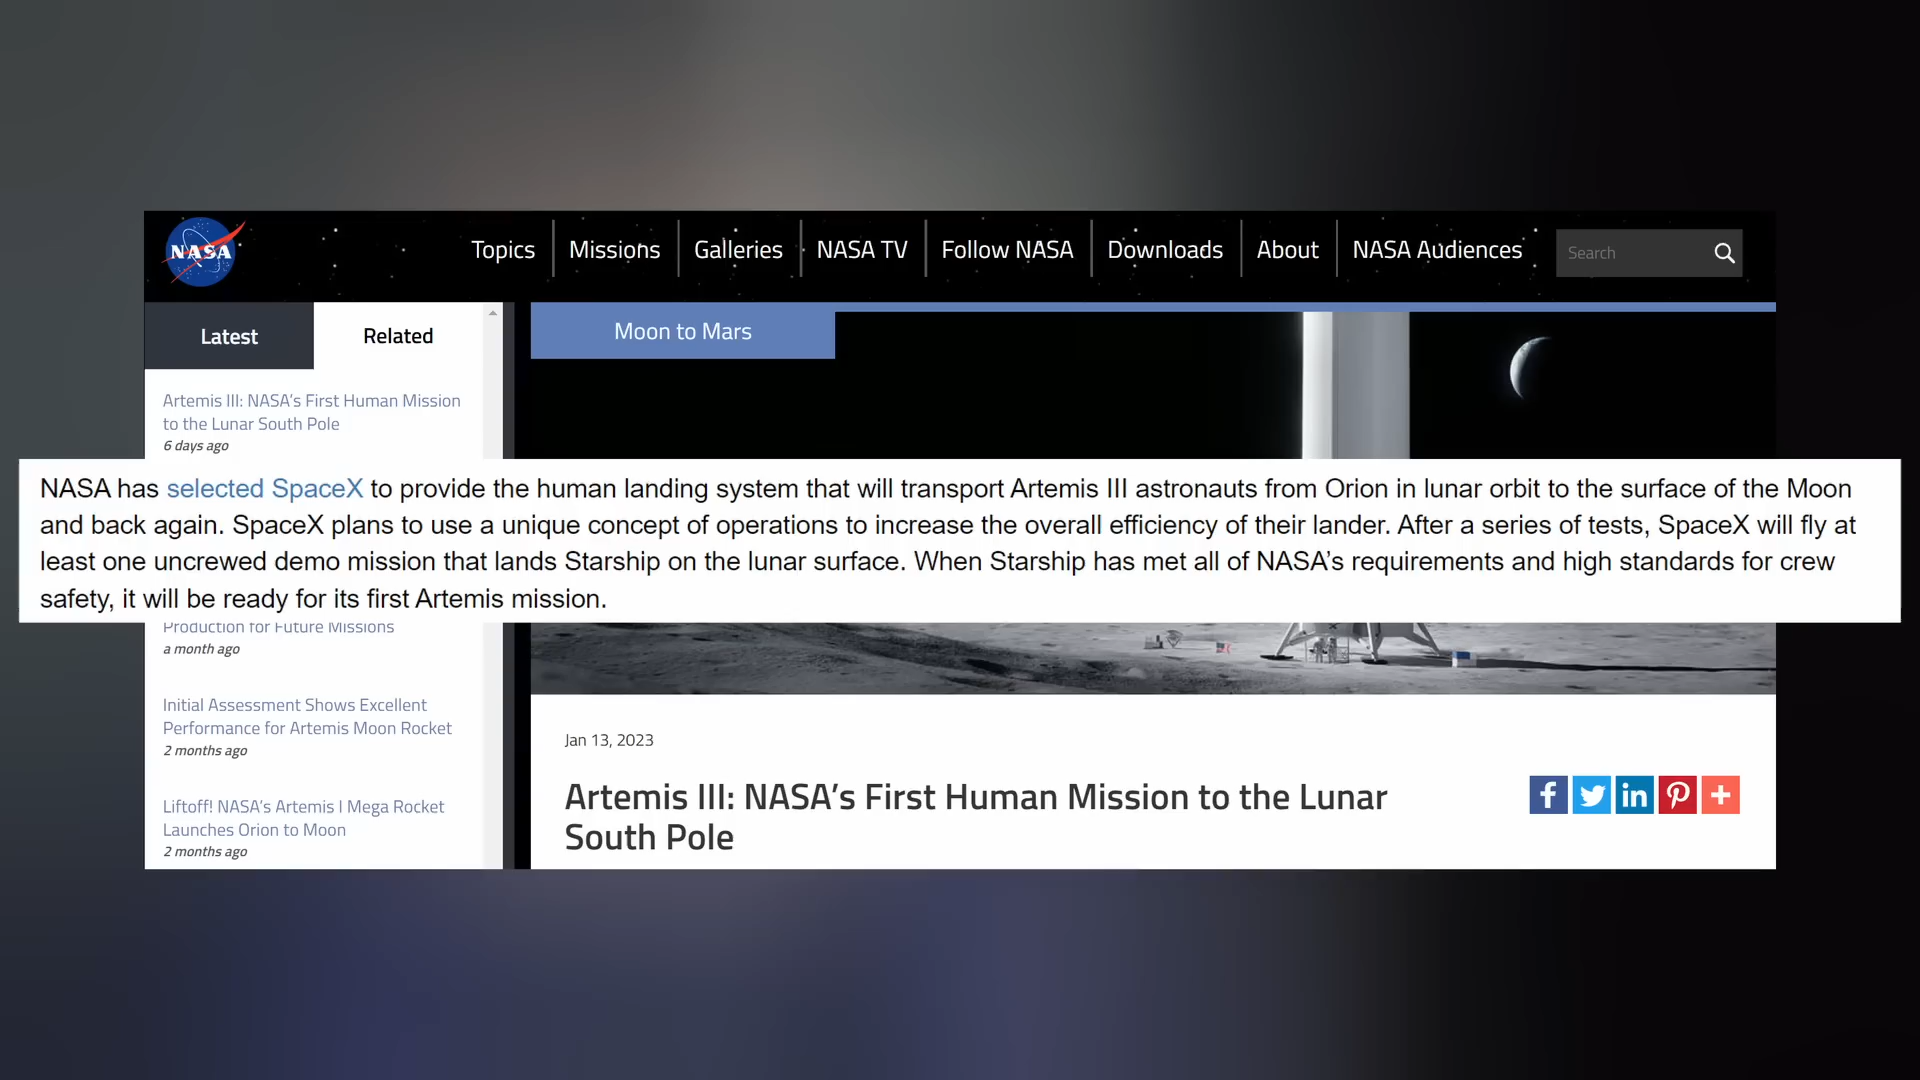 NASA
Topics
Missions
Galleries
NASA TV
Follow NASA
Downloads
About
NASA Audiences
Search
Latest
Related
Moon to Mars
Artemis III: NASA's First Human Mission
to the Lunar South Pole
6 days ago
NASA has selected SpaceX to provide the human landing system that will transport Artemis III astronauts from Orion in lunar orbit to the surface of the Moon
and back again. SpaceX plans to use a unique concept of operations to increase the overall efficiency of their lander. After a series of tests, SpaceX will fly at
least one uncrewed demo mission that lands Starship on the lunar surface. When Starship has met all of NASA's requirements and high standards for crew
safety, it will be ready for its first Artemis mission.
Production for Future Missions
a month ago
Initial Assessment Shows Excellent
Performance for Artemis Moon Rocket
2 months ago
Liftoff! NASA's Artemis I Mega Rocket
Launches Orion to Moon
2 months ago
Jan 13, 2023
Artemis III: NASA's First Human Mission to the Lunar
South Pole